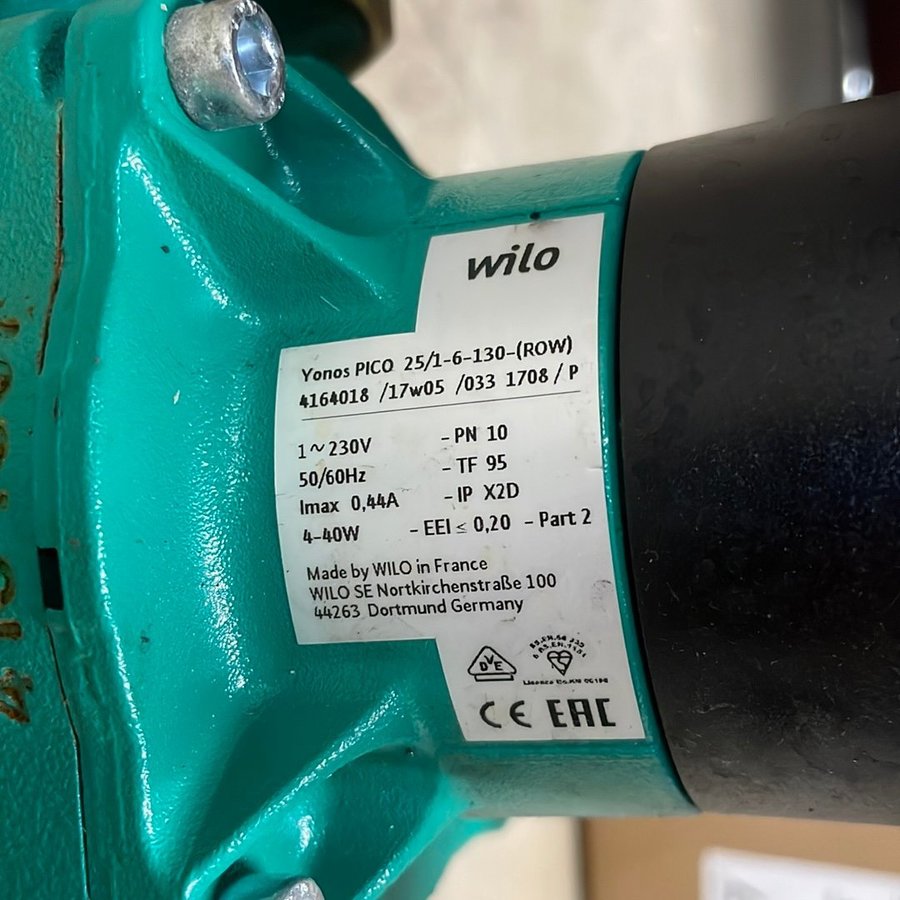 wilo
Yonos PICO 25/1-6-130-(ROW)
4164018 /17w05 /033 1708 / P
1~230V - PN 10
50/60Hz - TF 95
Imax 0,44A - IP X2D
4-40W - EEI ≤ 0,20 - Part 2
Made by WILO in France
WILO SE Nortkirchenstraße 100
44263 Dortmund Germany
DVE
CE EAC